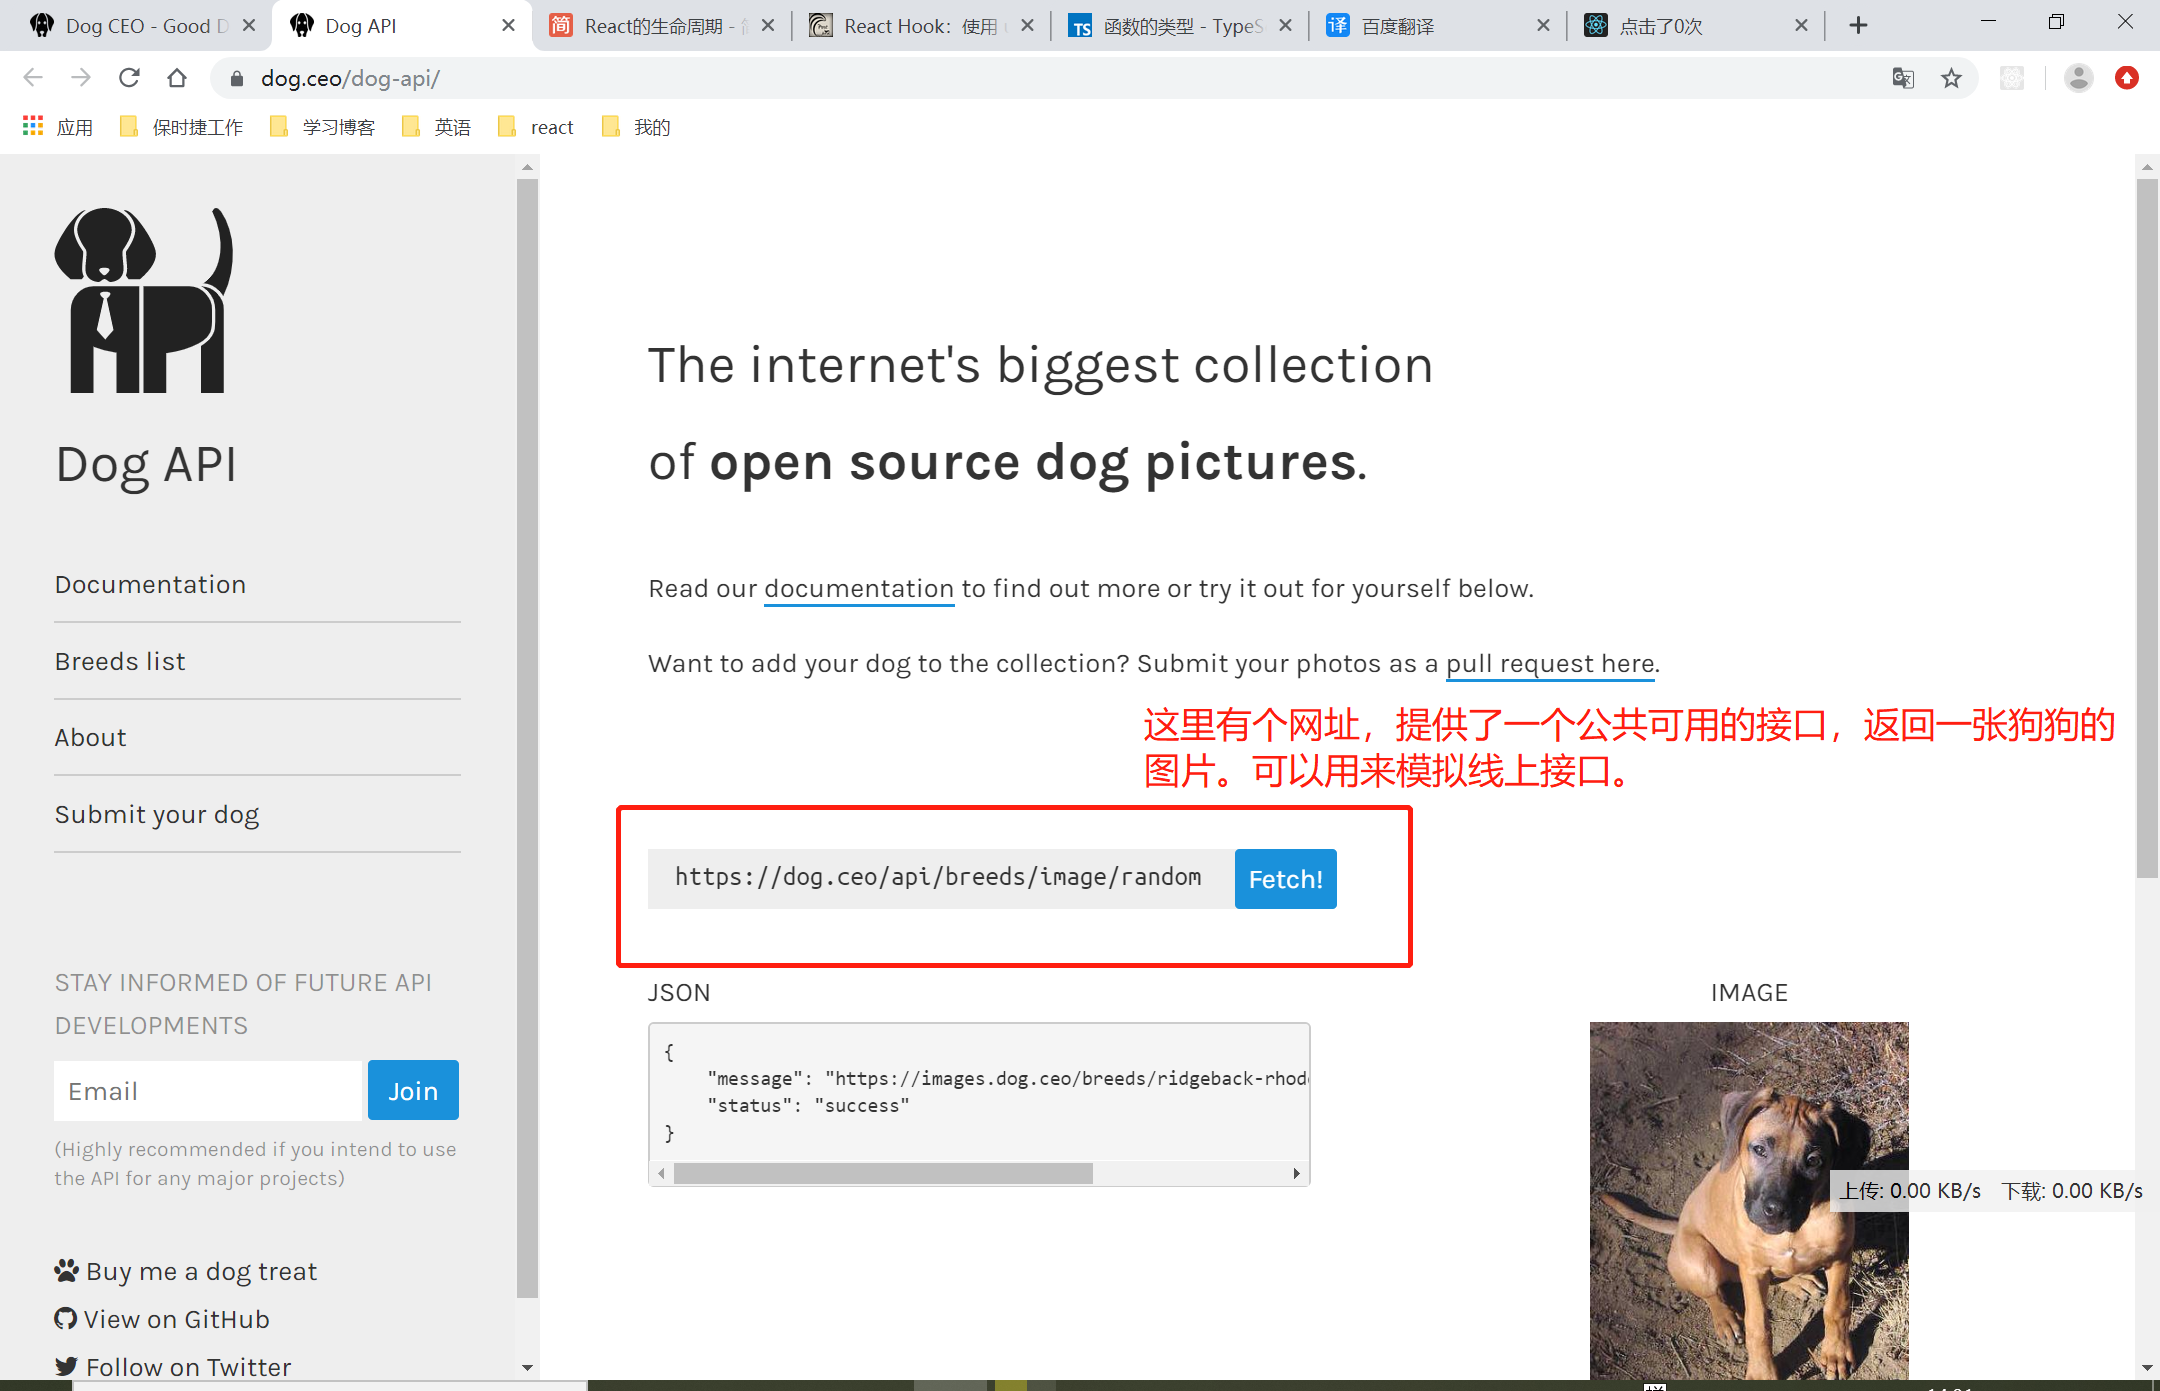 Dog CEO - Good D
Dog API
React的生命周期 - 简
React Hook：使用
函数的类型 - TypeS
百度翻译
点击了0次
dog.ceo/dog-api/
应用
保时捷工作
学习博客
英语
react
我的
Dog API
Documentation
Breeds list
About
Submit your dog
STAY INFORMED OF FUTURE API
DEVELOPMENTS
Email
Join
(Highly recommended if you intend to use
the API for any major projects)
Buy me a dog treat
View on GitHub
Follow on Twitter
The internet's biggest collection
of open source dog pictures.
Read our documentation to find out more or try it out for yourself below.
Want to add your dog to the collection? Submit your photos as a pull request here.
这里有个网址，提供了一个公共可用的接口，返回一张狗狗的
图片。可以用来模拟线上接口。
https://dog.ceo/api/breeds/image/random
Fetch!
JSON
{
"message": "https://images.dog.ceo/breeds/ridgeback-rhod
"status": "success"
}
IMAGE
上传: 0.00 KB/s 下载: 0.00 KB/s